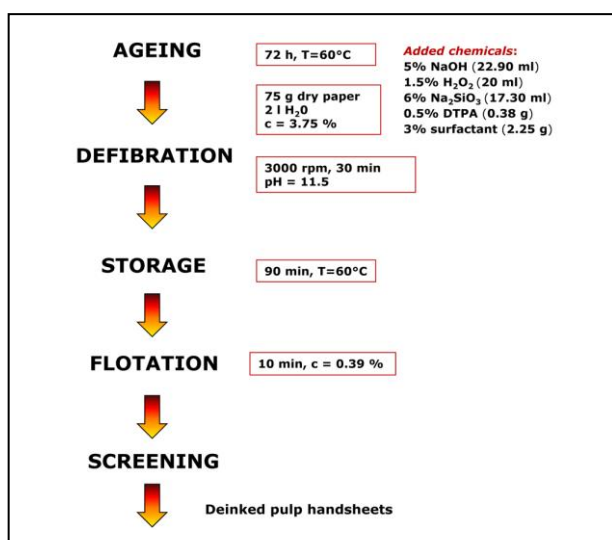 AGEING
72 h, T=60°C
Added chemicals:
5% NaOH (22.90 ml)
1.5% H₂O₂ (20 ml)
6% Na₂SiO₃ (17.30 ml)
0.5% DTPA (0.38 g)
3% surfactant (2.25 g)
75 g dry paper
2 l H₂0
c = 3.75 %
DEFIBRATION
3000 rpm, 30 min
pH = 11.5
STORAGE
90 min, T=60°C
FLOTATION
10 min, c = 0.39 %
SCREENING
Deinked pulp handsheets